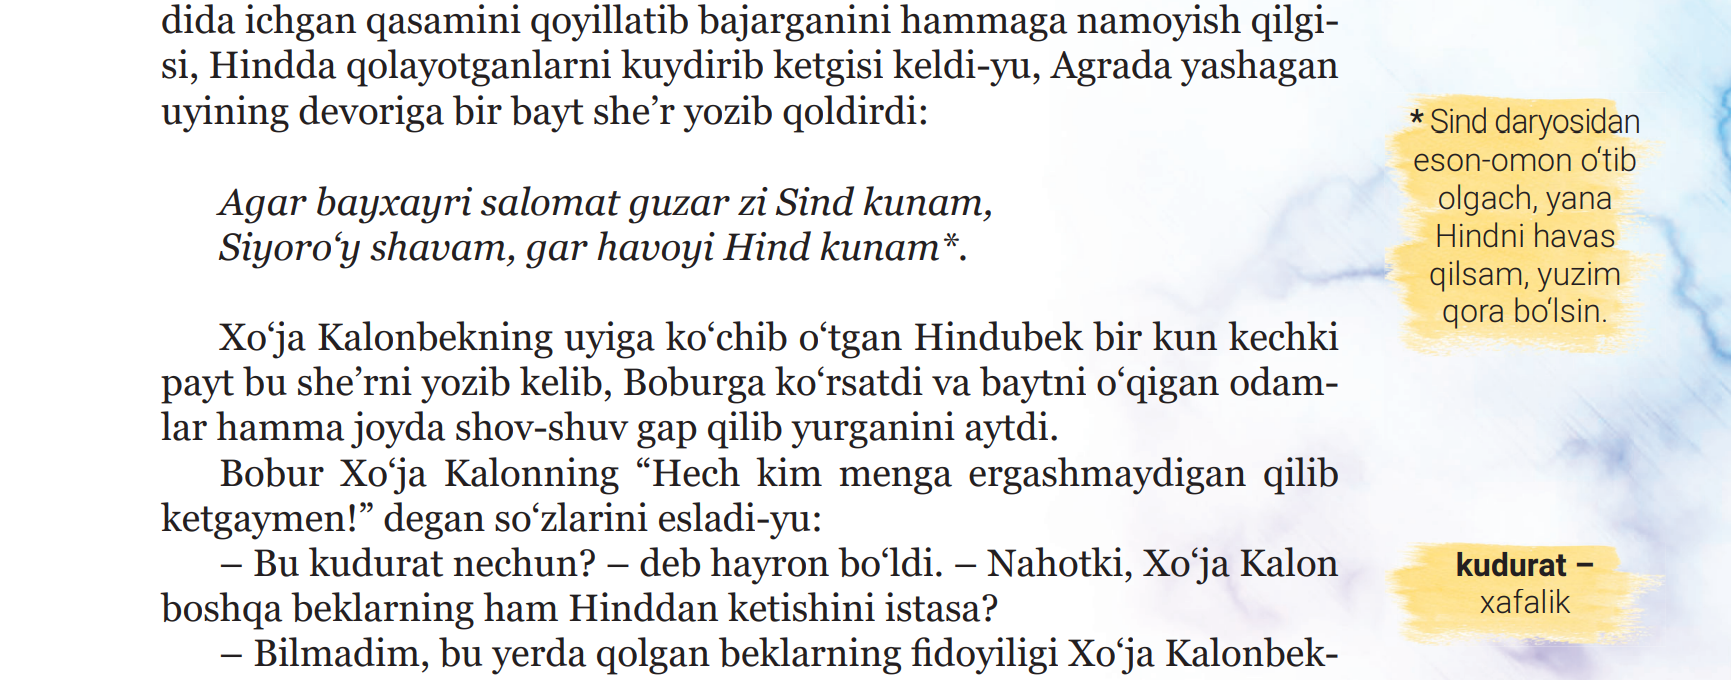 dida ichgan qasamini qoyillatib bajarganini hammaga namoyish qilgi-
si, Hindda qolayotganlarni kuydirib ketgisi keldi-yu, Agrada yashagan
uyining devoriga bir bayt she’r yozib qoldirdi:
Agar bayxayri salomat guzar zi Sind kunam,
Siyoro‘y shavam, gar havoyi Hind kunam*.
Xo‘ja Kalonbekning uyiga ko‘chib o‘tgan Hindubek bir kun kechki
payt bu she’rni yozib kelib, Boburga ko‘rsatdi va baytni o‘qigan odam-
lar hamma joyda shov-shuv gap qilib yurganini aytdi.
Bobur Xo‘ja Kalonning “Hech kim menga ergashmaydigan qilib
ketgaymen!” degan so‘zlarini esladi-yu:
– Bu kudurat nechun? – deb hayron bo‘ldi. – Nahotki, Xo‘ja Kalon
boshqa beklarning ham Hinddan ketishini istasa?
– Bilmadim, bu yerda qolgan beklarning fidoyiligi Xo‘ja Kalonbek-
* Sind daryosidan
eson-omon o‘tib
olgach, yana
Hindni havas
qilsam, yuzim
qora bo‘lsin.
kudurat –
xafalik